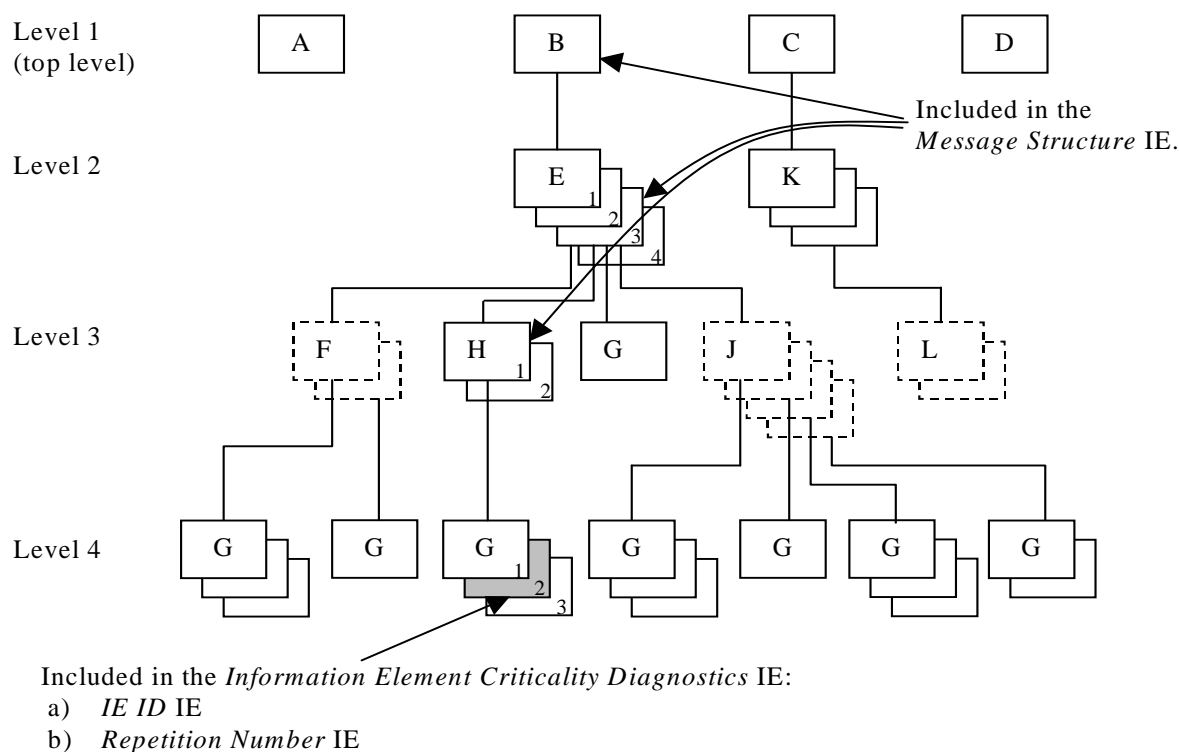 Level 1
(top level)
A
B
C
D
Included in the
Message Structure IE.
Level 2
E
1
2
3
4
K
Level 3
F
H
1
2
G
J
L
Level 4
G
G
G
1
2
3
G
G
G
G
Included in the Information Element Criticality Diagnostics IE:
a) IE ID IE
b) Repetition Number IE